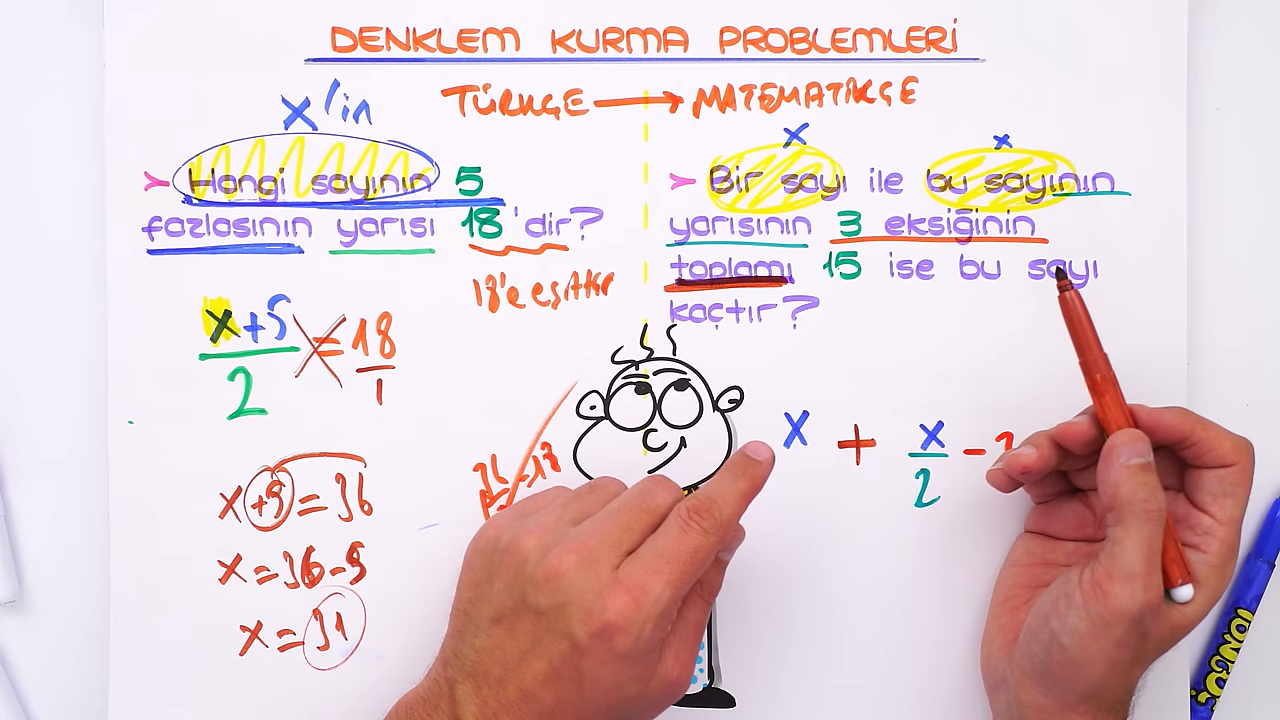 DENKLEM KURMA PROBLEMLERİ
TÜRKÇE → MATEMATİKÇE
x'in
Hangi sayının 5
fazlasının yarısı 18'dir?
18'e eşittir
x+5 = 18
2 1
x+5=36
x=36-5
x=31
x x
Bir sayı ile bu sayının
yarısının 3 eksiğinin
toplamı 15 ise bu sayı
kaçtır?
x + x -
2